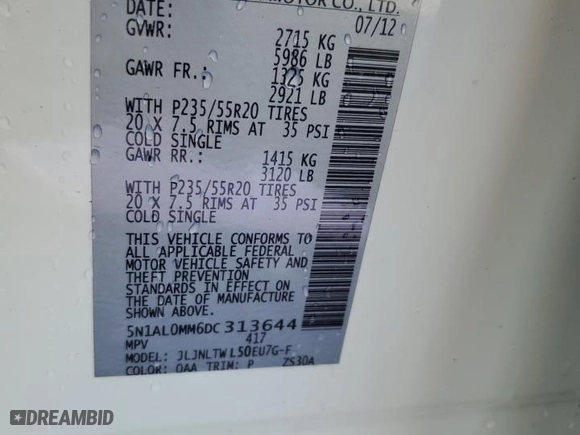 DATE: MOTOR CO., LTD.
07/12
GVWR: 2715 KG
5986 LB
GAWR FR.: 1325 KG
2921 LB
WITH P235/55R20 TIRES
20 X 7.5 RIMS AT 35 PSI
COLD SINGLE
GAWR RR.: 1415 KG
3120 LB
WITH P235/55R20 TIRES
20 X 7.5 RIMS AT 35 PSI
COLD SINGLE
THIS VEHICLE CONFORMS TO
ALL APPLICABLE FEDERAL
MOTOR VEHICLE SAFETY AND
THEFT PREVENTION
STANDARDS IN EFFECT ON
THE DATE OF MANUFACTURE
SHOWN ABOVE.
5N1AL0MM6DC313644
MPV 417
MODEL: JLJNLTWL50EU7G-F
COLOR: QAA TRIM: P ZS30A
DREAMBID